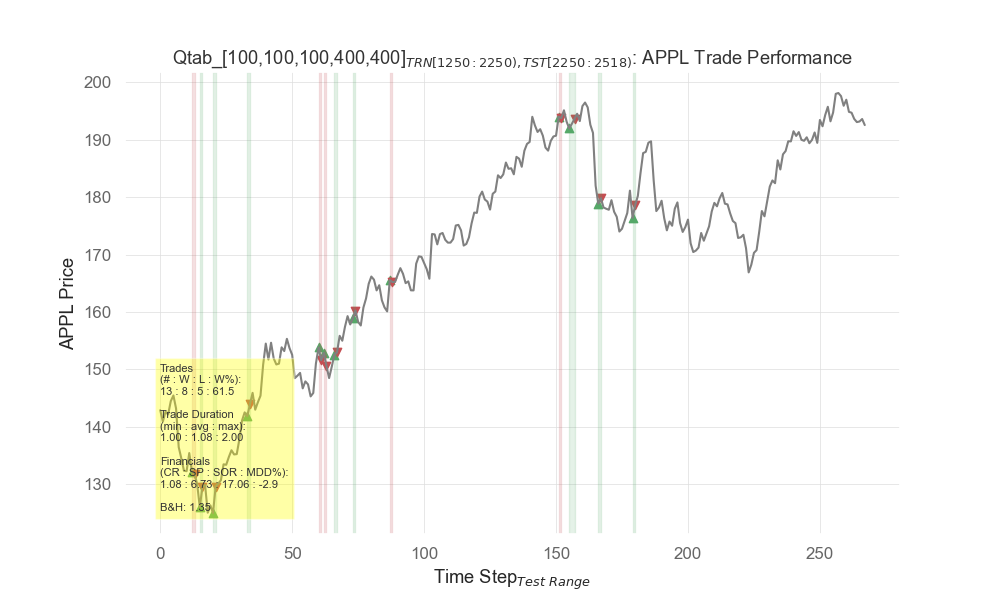 Qtab_[100,100,100,400,400]TRN[1250:2250),TST[2250:2518): APPL Trade Performance
200
190
180
170
160
150
140
130
APPL Price
Trades
(# : W : L : W%):
13 : 8 : 5 : 61.5
Trade Duration
(min : avg : max):
1.00 : 1.08 : 2.00
Financials
(CR : SP : SOR : MDD%):
1.08 : 6.73 : 17.06 : -2.9
B&H: 1.35
0 50 100 150 200 250
Time StepTest Range